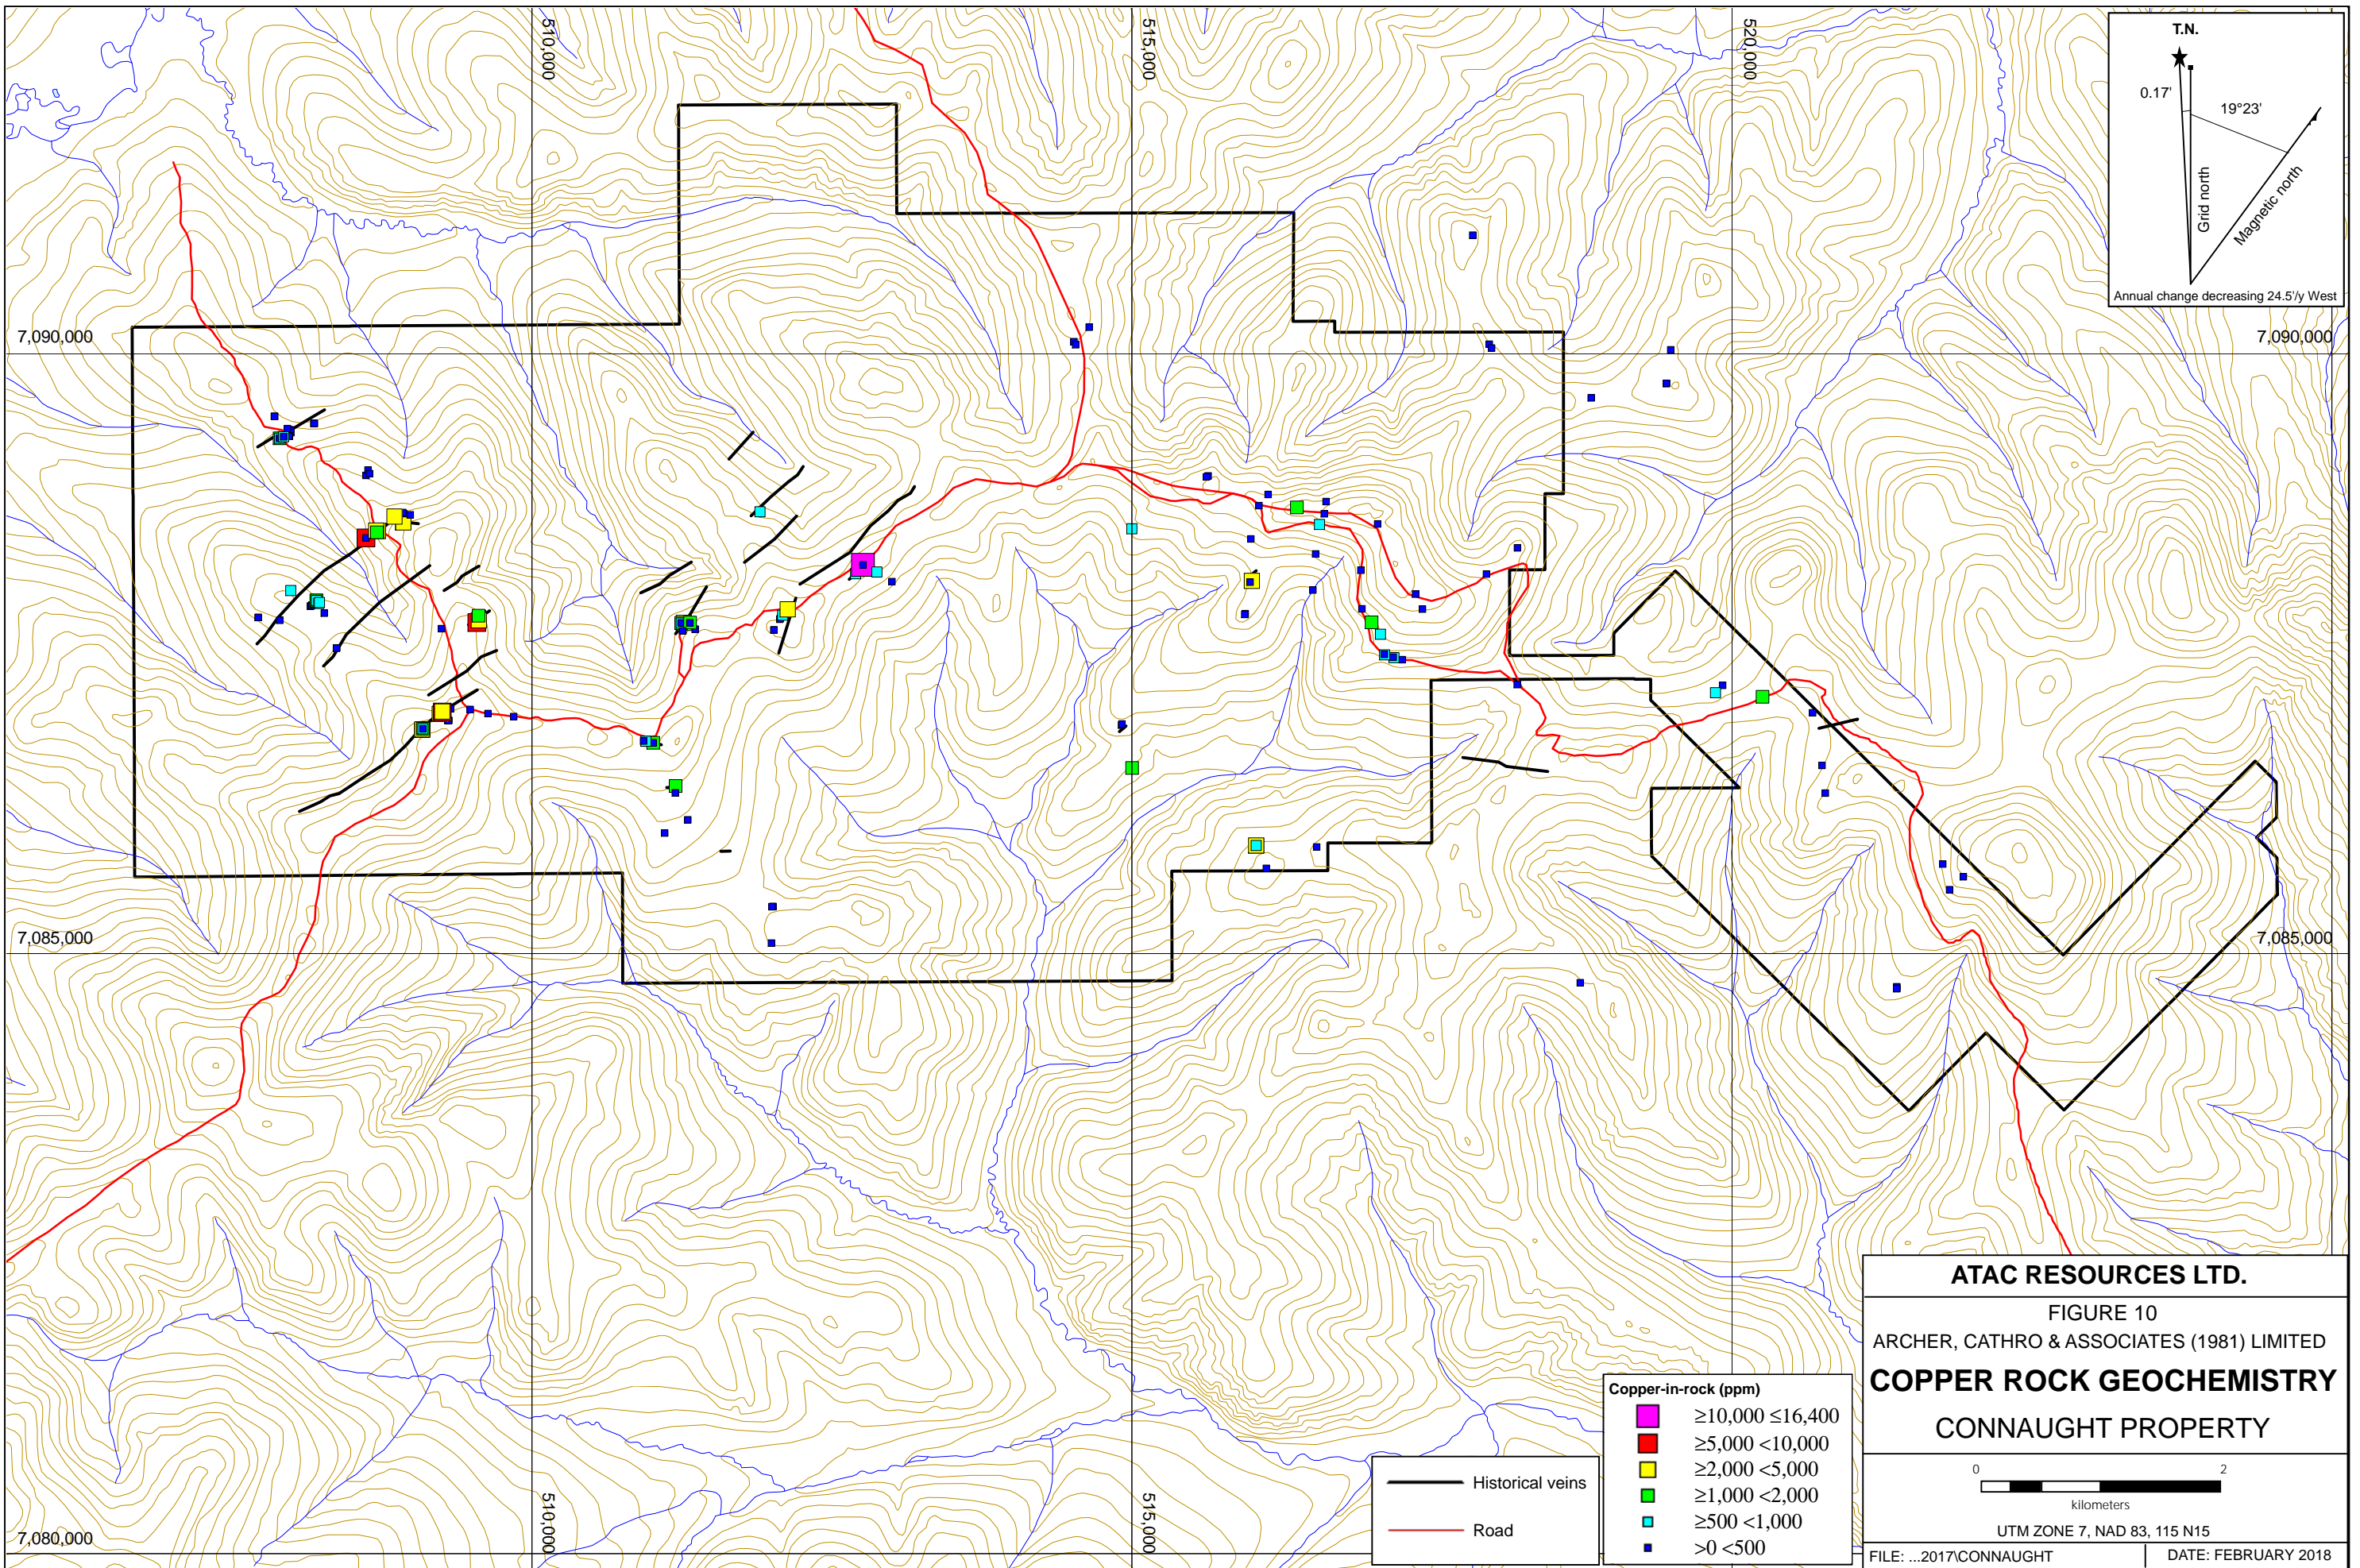 510,000
515,000
520,000
T.N.
0.17'
19°23'
Grid north
Magnetic north
Annual change decreasing 24.5'/y West
7,090,000
7,090,000
7,085,000
7,085,000
7,080,000
510,000
515,000
Historical veins
Road
Copper-in-rock (ppm)
≥10,000 ≤16,400
≥5,000 <10,000
≥2,000 <5,000
≥1,000 <2,000
≥500 <1,000
>0 <500
ATAC RESOURCES LTD.
FIGURE 10
ARCHER, CATHRO & ASSOCIATES (1981) LIMITED
COPPER ROCK GEOCHEMISTRY
CONNAUGHT PROPERTY
0 2
kilometers
UTM ZONE 7, NAD 83, 115 N15
FILE: ...2017\CONNAUGHT DATE: FEBRUARY 2018